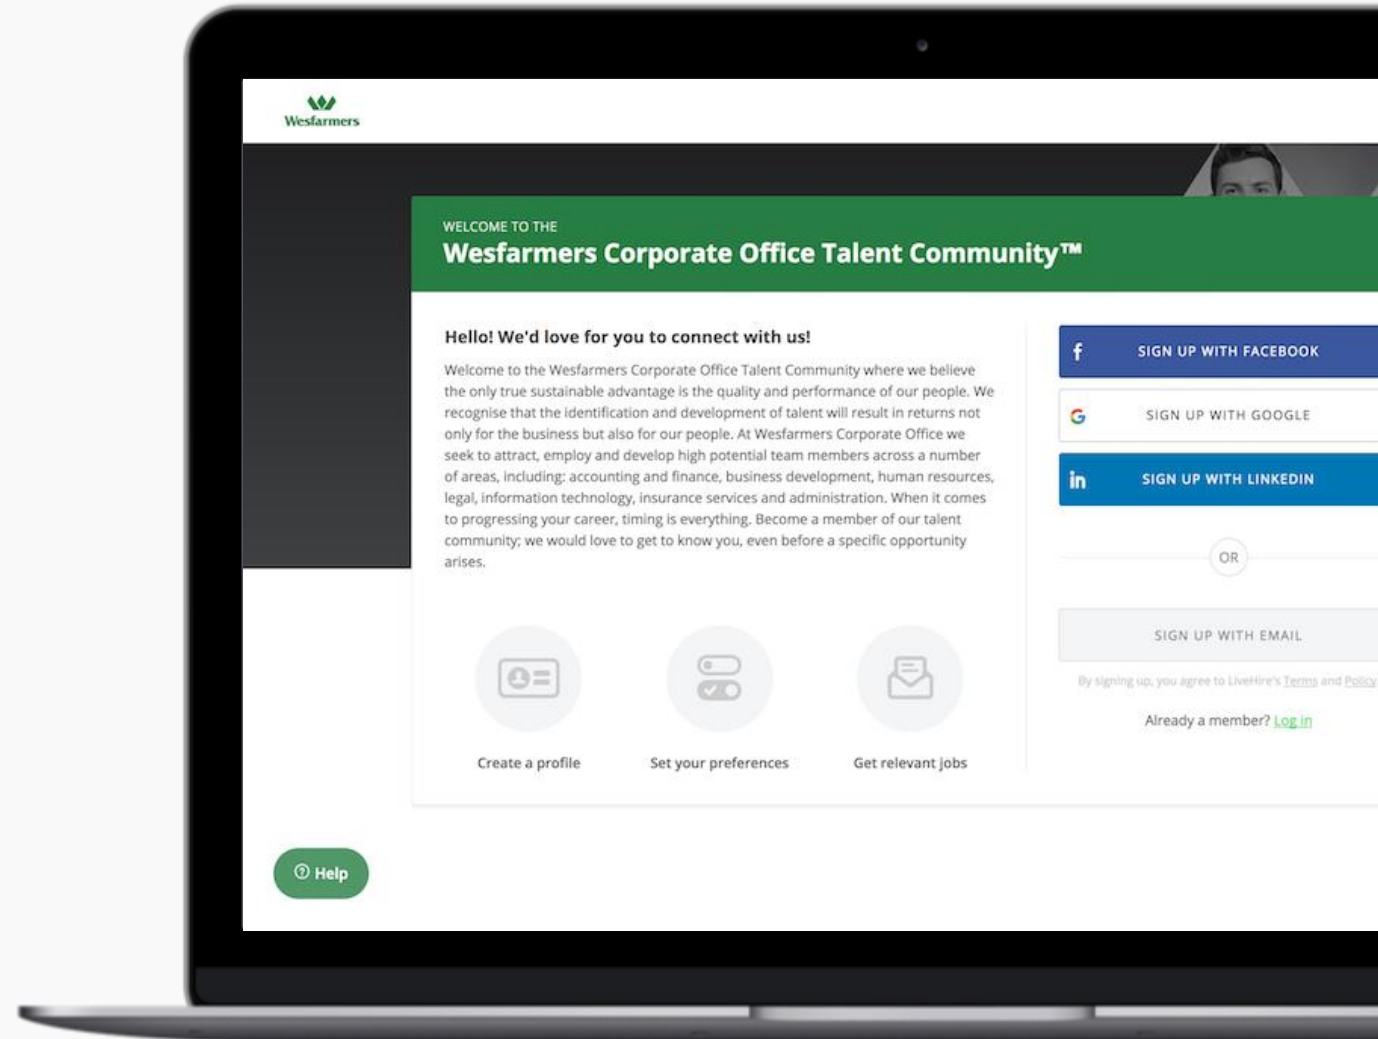 Wesfarmers
WELCOME TO THE
Wesfarmers Corporate Office Talent Community™
Hello! We'd love for you to connect with us!
Welcome to the Wesfarmers Corporate Office Talent Community where we believe
the only true sustainable advantage is the quality and performance of our people. We
recognise that the identification and development of talent will result in returns not
only for the business but also for our people. At Wesfarmers Corporate Office we
seek to attract, employ and develop high potential team members across a number
of areas, including: accounting and finance, business development, human resources,
legal, information technology, insurance services and administration. When it comes
to progressing your career, timing is everything. Become a member of our talent
community; we would love to get to know you, even before a specific opportunity
arises.
Create a profile
Set your preferences
Get relevant jobs
f SIGN UP WITH FACEBOOK
G SIGN UP WITH GOOGLE
in SIGN UP WITH LINKEDIN
OR
SIGN UP WITH EMAIL
By signing up, you agree to LiveHire's Terms and Policy
Already a member? Log in
? Help